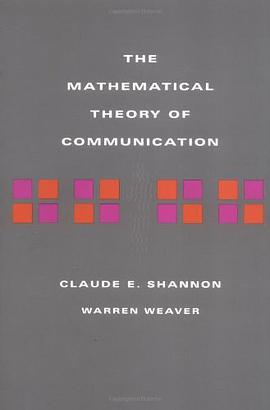 THE
MATHEMATICAL
THEORY OF
COMMUNICATION
CLAUDE E. SHANNON
WARREN WEAVER